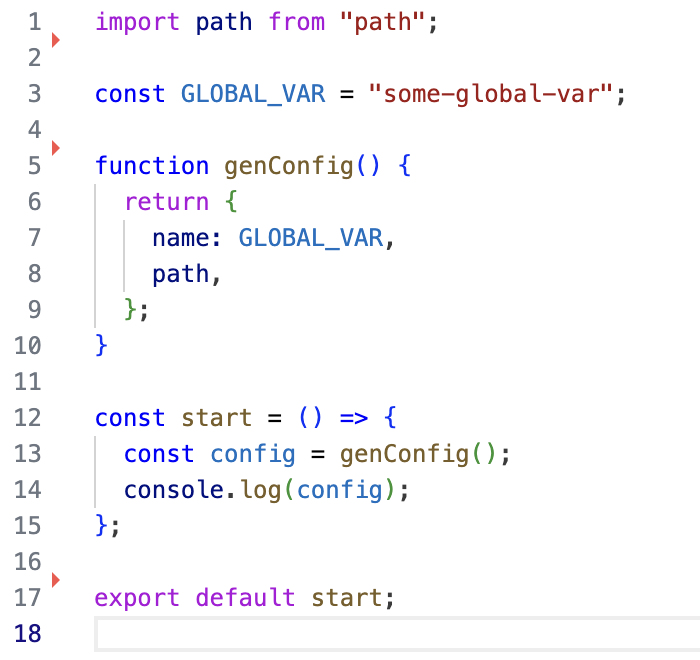 1 import path from "path";
2
3 const GLOBAL_VAR = "some-global-var";
4
5 function genConfig() {
6   return {
7     name: GLOBAL_VAR,
8     path,
9   };
10 }
11
12 const start = () => {
13   const config = genConfig();
14   console.log(config);
15 };
16
17 export default start;
18